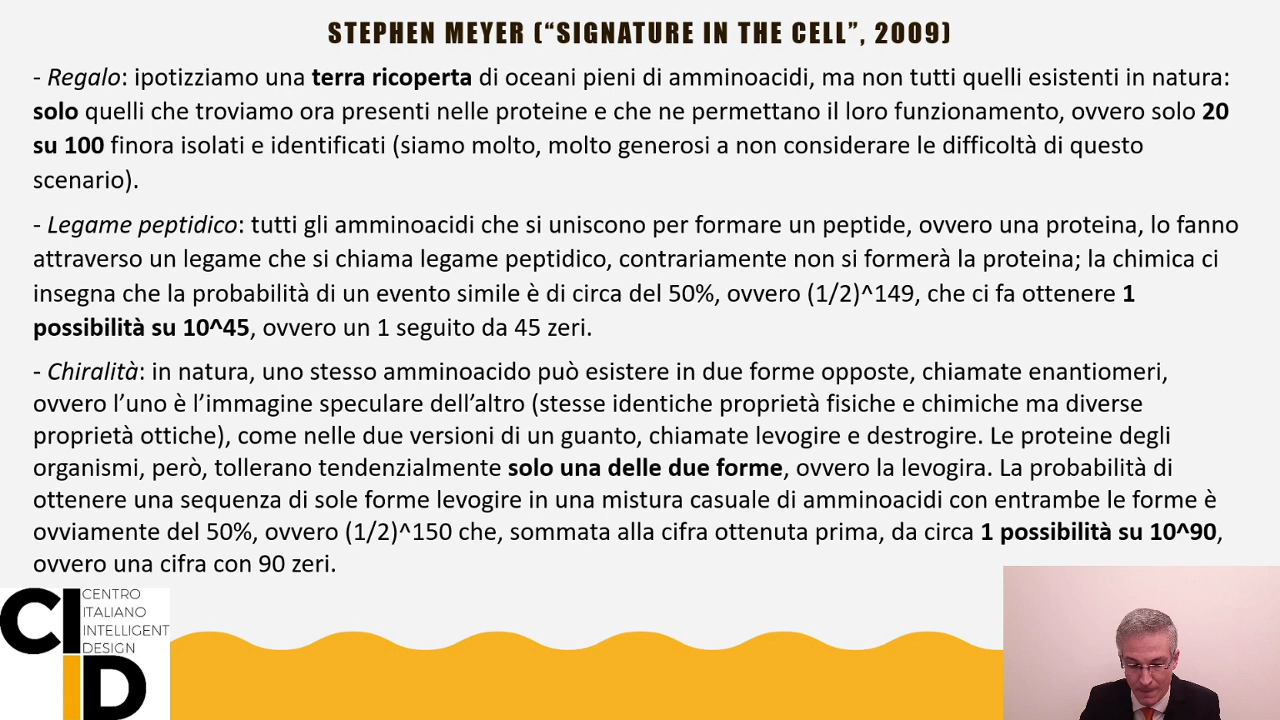 STEPHEN MEYER (“SIGNATURE IN THE CELL”, 2009)
- Regalo: ipotizziamo una terra ricoperta di oceani pieni di amminoacidi, ma non tutti quelli esistenti in natura:
solo quelli che troviamo ora presenti nelle proteine e che ne permettano il loro funzionamento, ovvero solo 20
su 100 finora isolati e identificati (siamo molto, molto generosi a non considerare le difficoltà di questo
scenario).
- Legame peptidico: tutti gli amminoacidi che si uniscono per formare un peptide, ovvero una proteina, lo fanno
attraverso un legame che si chiama legame peptidico, contrariamente non si formerà la proteina; la chimica ci
insegna che la probabilità di un evento simile è di circa del 50%, ovvero (1/2)^149, che ci fa ottenere 1
possibilità su 10^45, ovvero un 1 seguito da 45 zeri.
- Chiralità: in natura, uno stesso amminoacido può esistere in due forme opposte, chiamate enantiomeri,
ovvero l’uno è l’immagine speculare dell’altro (stesse identiche proprietà fisiche e chimiche ma diverse
proprietà ottiche), come nelle due versioni di un guanto, chiamate levogire e destrogire. Le proteine degli
organismi, però, tollerano tendenzialmente solo una delle due forme, ovvero la levogira. La probabilità di
ottenere una sequenza di sole forme levogire in una mistura casuale di amminoacidi con entrambe le forme è
ovviamente del 50%, ovvero (1/2)^150 che, sommata alla cifra ottenuta prima, da circa 1 possibilità su 10^90,
ovvero una cifra con 90 zeri.
CIID
CENTRO
ITALIANO
INTELLIGENT
DESIGN